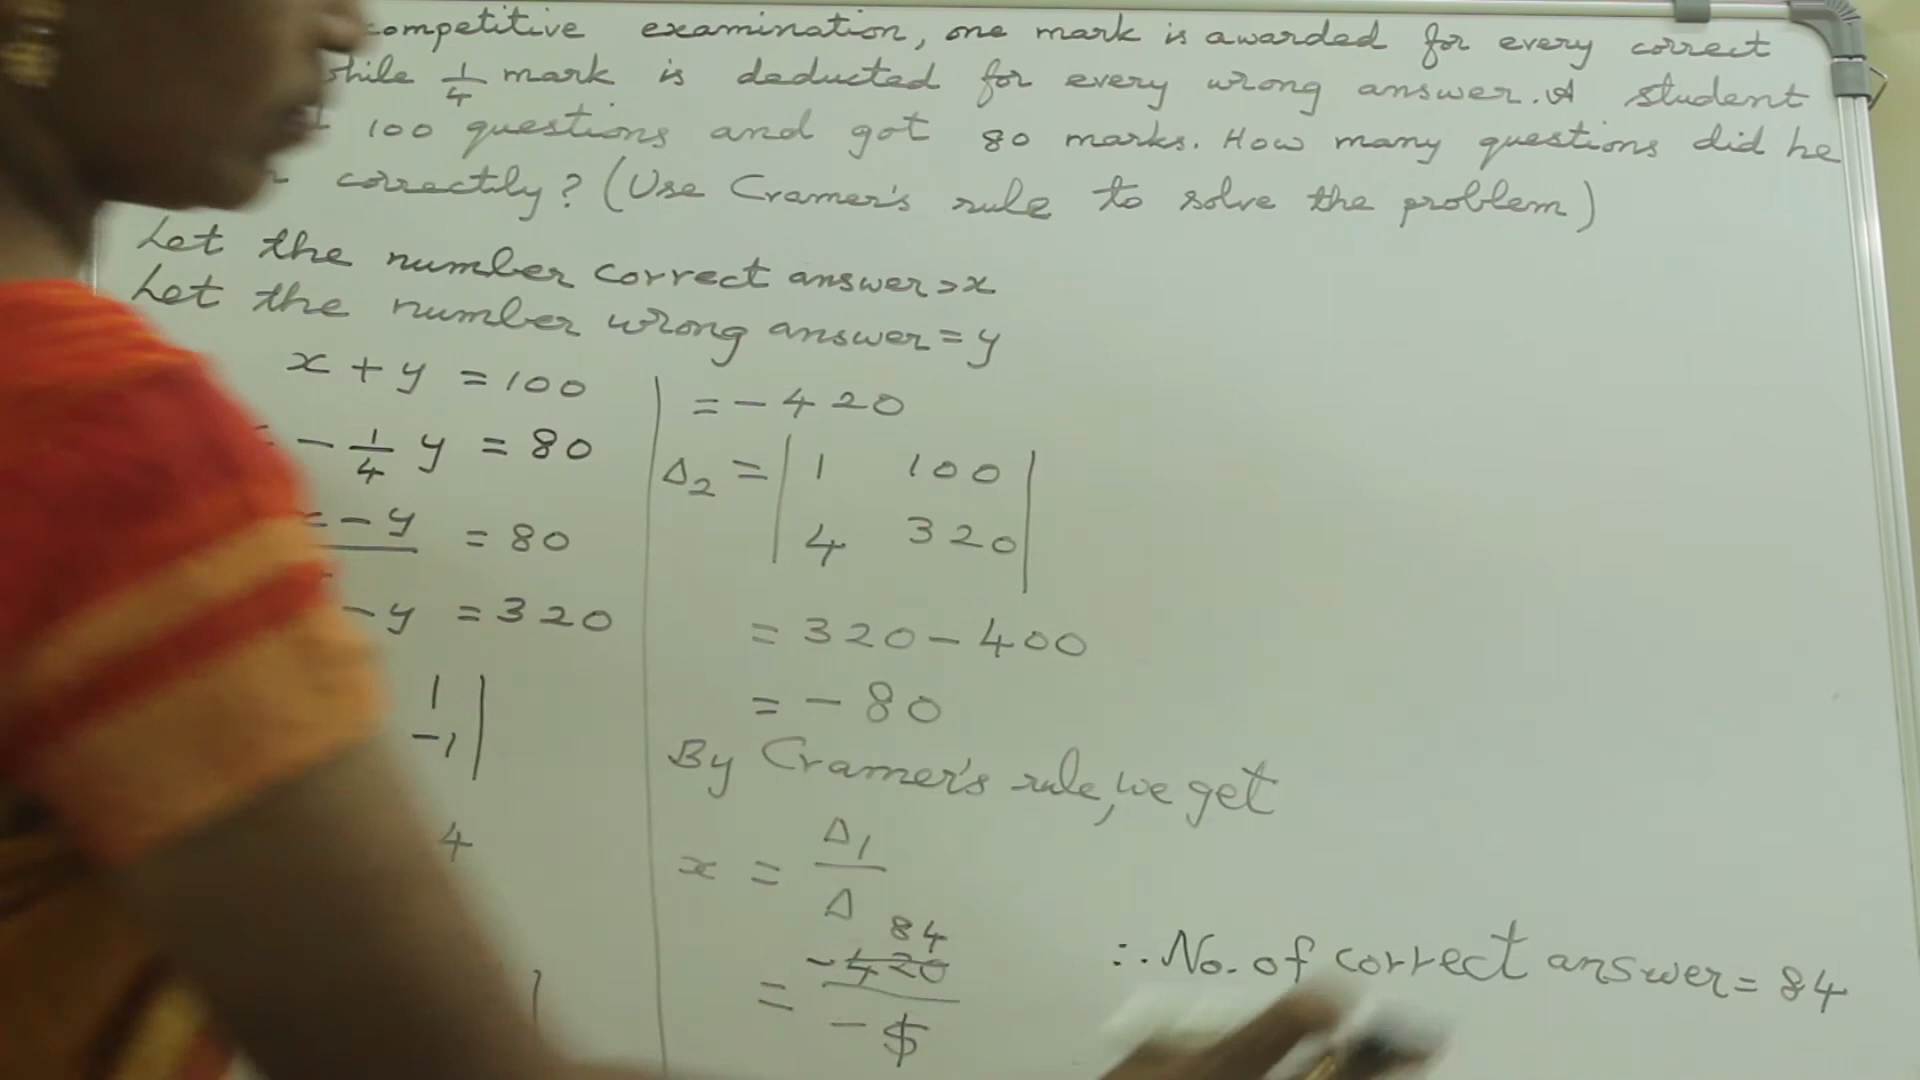 competitive examination, one mark is awarded for every correct
while 1/4 mark is deducted for every wrong answer. A student
100 questions and got 80 marks. How many questions did he
correctly? (Use Cramer's rule to solve the problem)
Let the number correct answer = x
Let the number wrong answer = y
x + y = 100
- 1/4 y = 80
- y = 80
- y = 320
1
-1
4
= - 420
Δ2 = | 1 100 |
| 4 320 |
= 320 - 400
= - 80
By Cramer's rule, we get
x = Δ1
Δ
84
= -420
- 5
∴ No. of correct answer = 84